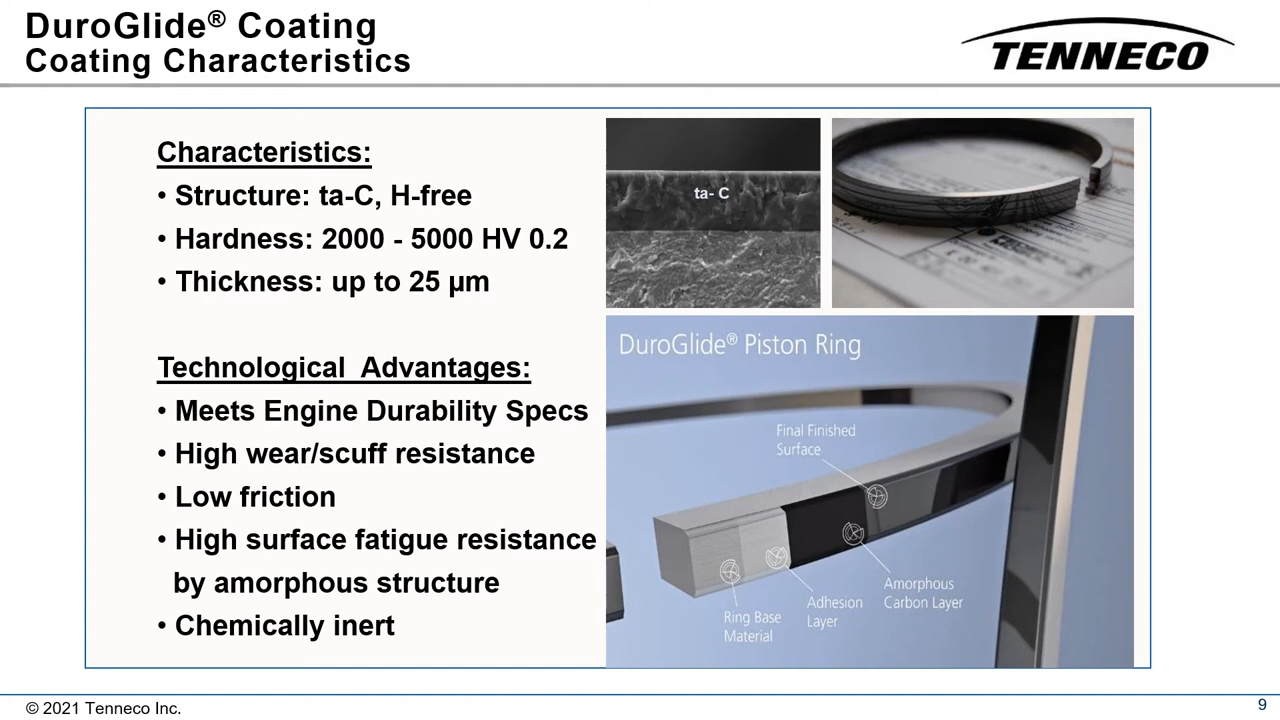 DuroGlide® Coating
Coating Characteristics
TENNECO
Characteristics:
• Structure: ta-C, H-free
• Hardness: 2000 - 5000 HV 0.2
• Thickness: up to 25 µm
Technological Advantages:
• Meets Engine Durability Specs
• High wear/scuff resistance
• Low friction
• High surface fatigue resistance
by amorphous structure
• Chemically inert
ta- C
DuroGlide® Piston Ring
Final Finished
Surface
Amorphous
Carbon Layer
Adhesion
Layer
Ring Base
Material
© 2021 Tenneco Inc.
9